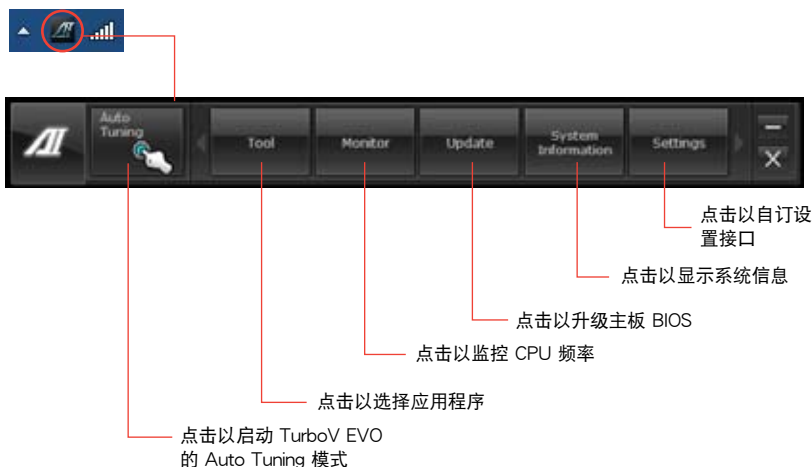 Auto
Tuning
Tool
Monitor
Update
System
Information
Settings
点击以自订设
置接口
点击以显示系统信息
点击以升级主板 BIOS
点击以监控 CPU 频率
点击以选择应用程序
点击以启动 TurboV EVO
的 Auto Tuning 模式